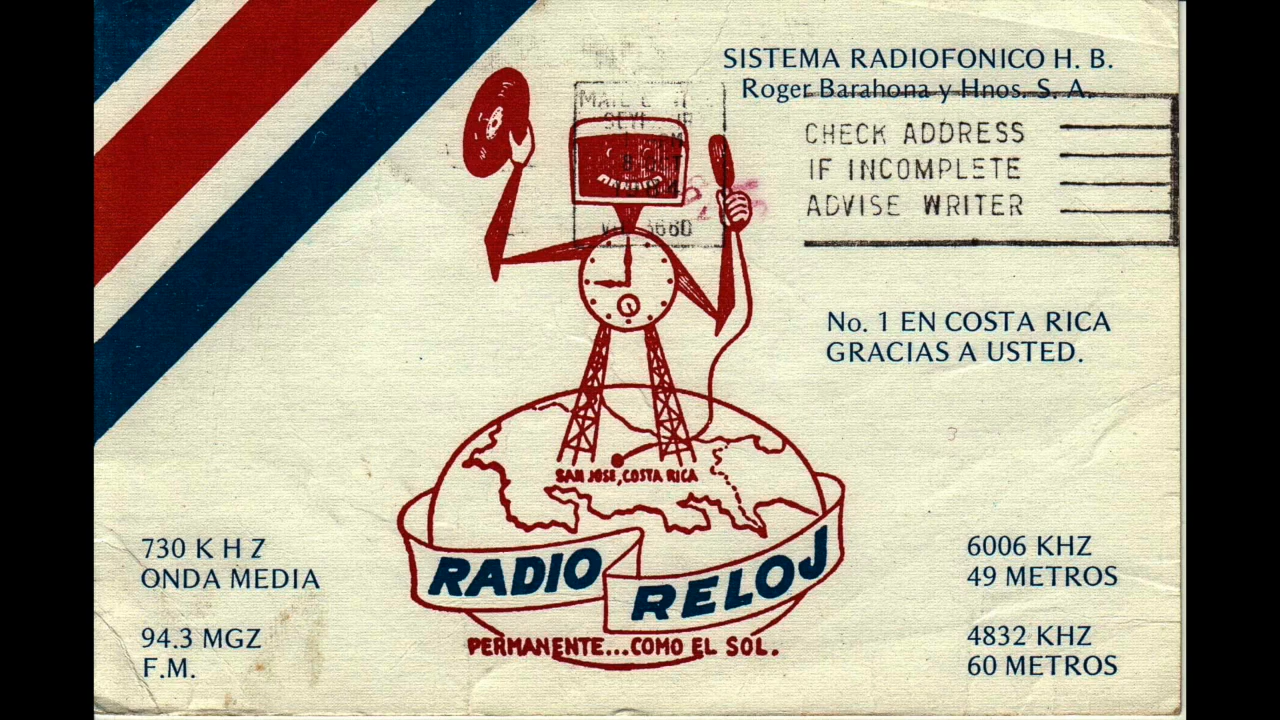 SISTEMA RADIOFONICO H. B.
Roger Barahona y Hnos. S. A.
CHECK ADDRESS
IF INCOMPLETE
ADVISE WRITER
3660
No. 1 EN COSTA RICA
GRACIAS A USTED.
SAN JOSE, COSTA RICA
730 K H Z
ONDA MEDIA
94.3 MGZ
F.M.
RADIO RELOJ
PERMANENTE...COMO EL SOL.
6006 KHZ
49 METROS
4832 KHZ
60 METROS